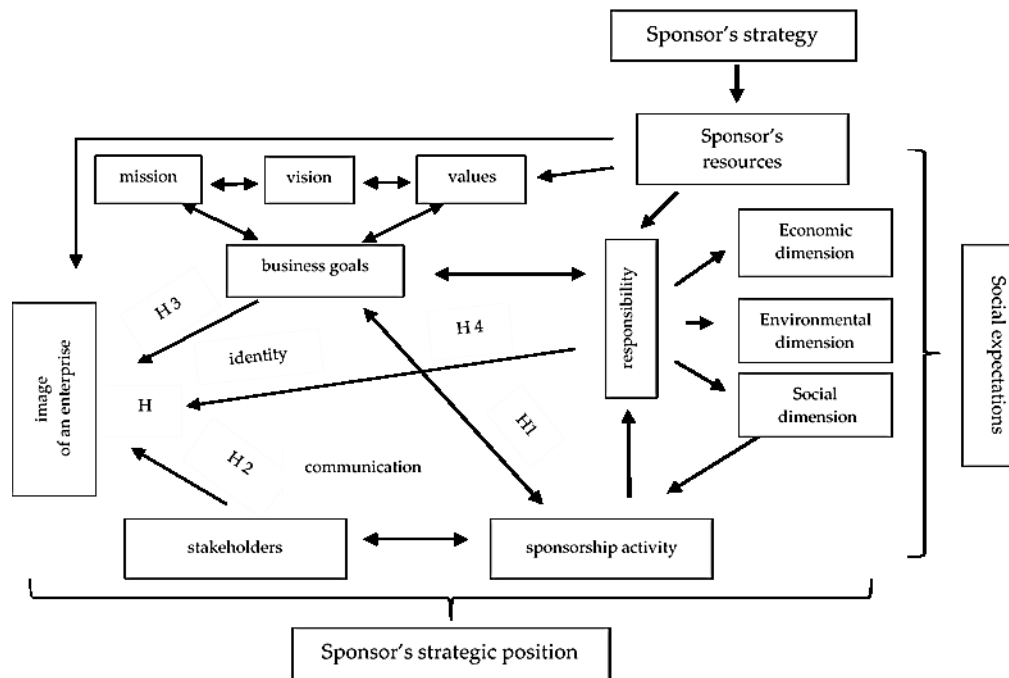 Sponsor's strategy
Sponsor's
resources
mission
vision
values
Economic
dimension
business goals
responsibility
Social expectations
H 3
H 4
Environmental
dimension
identity
image
of an enterprise
H
Social
dimension
H1
H 2
communication
stakeholders
sponsorship activity
Sponsor's strategic position